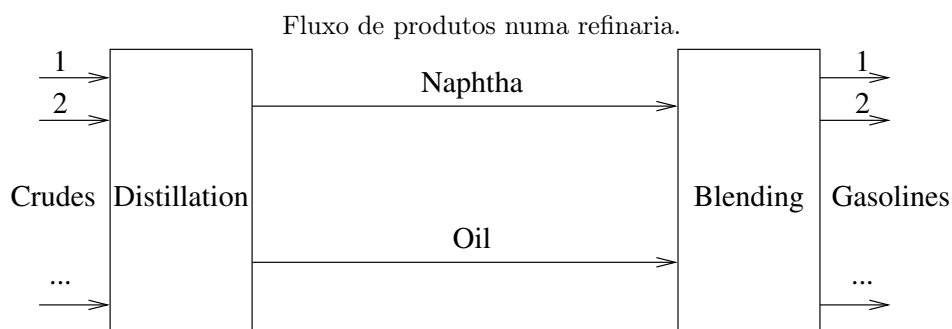 Fluxo de produtos numa refinaria.
1
1
Naphtha
2
2
Crudes
Distillation
Blending
Gasolines
Oil
...
...